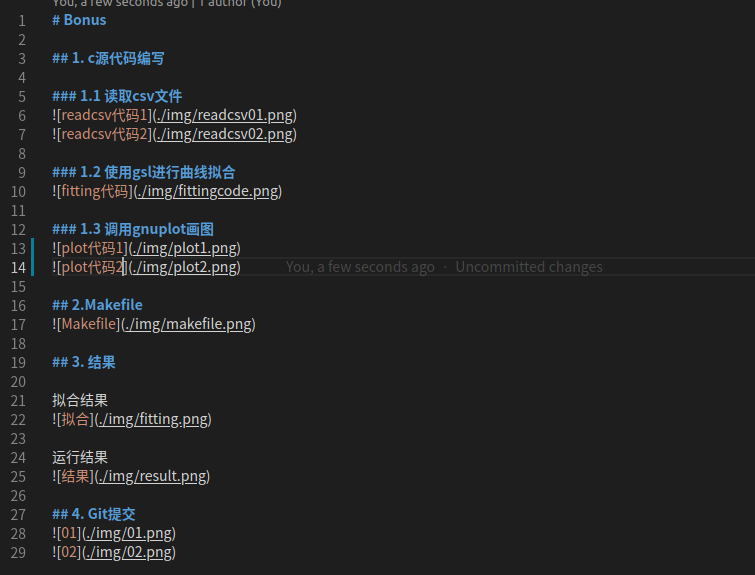 You, a few seconds ago | 1 author (You)
1 # Bonus
2
3 ## 1. c源代码编写
4
5 ### 1.1 读取csv文件
6 ![readcsv代码1](./img/readcsv01.png)
7 ![readcsv代码2](./img/readcsv02.png)
8
9 ### 1.2 使用gsl进行曲线拟合
10 ![fitting代码](./img/fittingcode.png)
11
12 ### 1.3 调用gnuplot画图
13 ![plot代码1](./img/plot1.png)
14 ![plot代码2](./img/plot2.png) You, a few seconds ago · Uncommitted changes
15
16 ## 2.Makefile
17 ![Makefile](./img/makefile.png)
18
19 ## 3. 结果
20
21 拟合结果
22 ![拟合](./img/fitting.png)
23
24 运行结果
25 ![结果](./img/result.png)
26
27 ## 4. Git提交
28 ![01](./img/01.png)
29 ![02](./img/02.png)